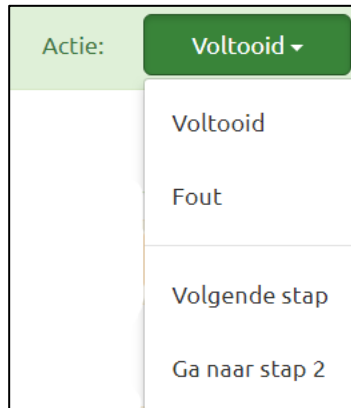 Actie: Voltooid
Voltooid
Fout
Volgende stap
Ga naar stap 2